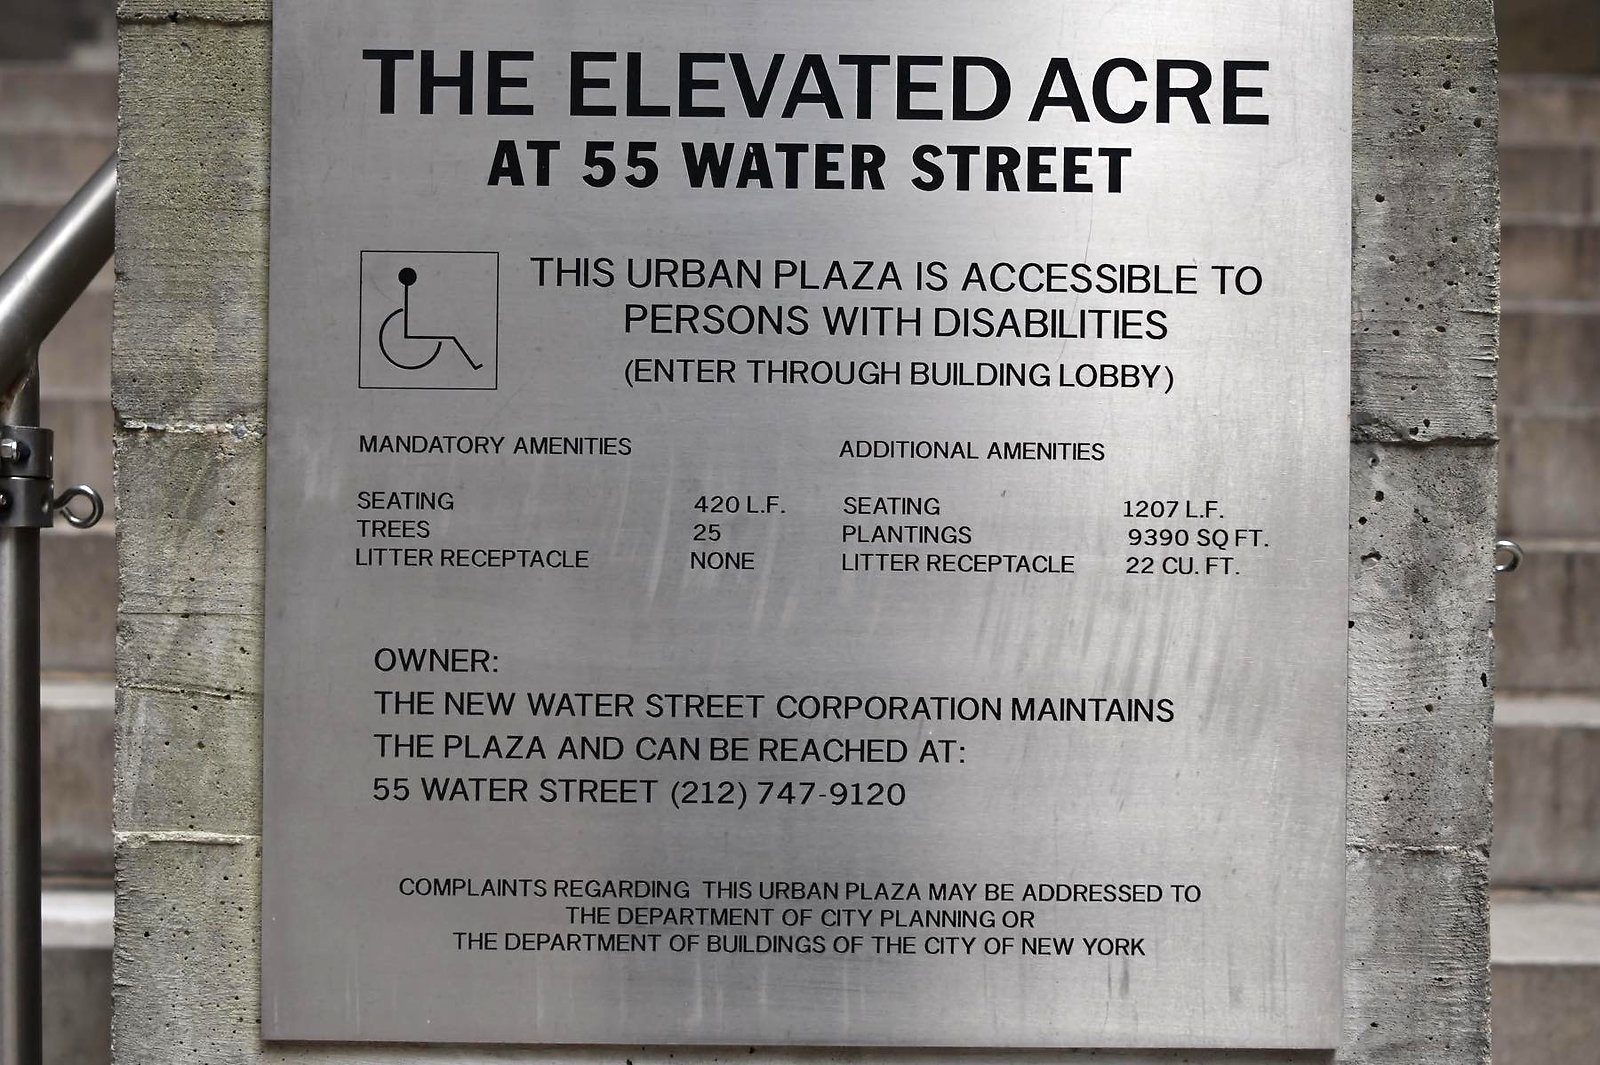 THE ELEVATED ACRE
AT 55 WATER STREET
THIS URBAN PLAZA IS ACCESSIBLE TO
PERSONS WITH DISABILITIES
(ENTER THROUGH BUILDING LOBBY)
MANDATORY AMENITIES
SEATING 420 L.F.
TREES 25
LITTER RECEPTACLE NONE
ADDITIONAL AMENITIES
SEATING 1207 L.F.
PLANTINGS 9390 SQ FT.
LITTER RECEPTACLE 22 CU. FT.
OWNER:
THE NEW WATER STREET CORPORATION MAINTAINS
THE PLAZA AND CAN BE REACHED AT:
55 WATER STREET (212) 747-9120
COMPLAINTS REGARDING THIS URBAN PLAZA MAY BE ADDRESSED TO
THE DEPARTMENT OF CITY PLANNING OR
THE DEPARTMENT OF BUILDINGS OF THE CITY OF NEW YORK